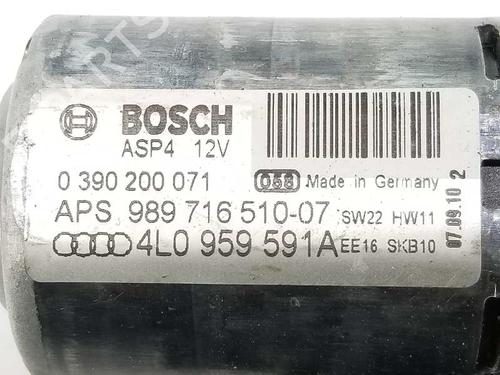 BOSCH
ASP4 12V
0 390 200 071
058 Made in Germany
APS 989 716 510-07 SW22 HW11
4L0 959 591A EE16 SKB10
07.09.10 2